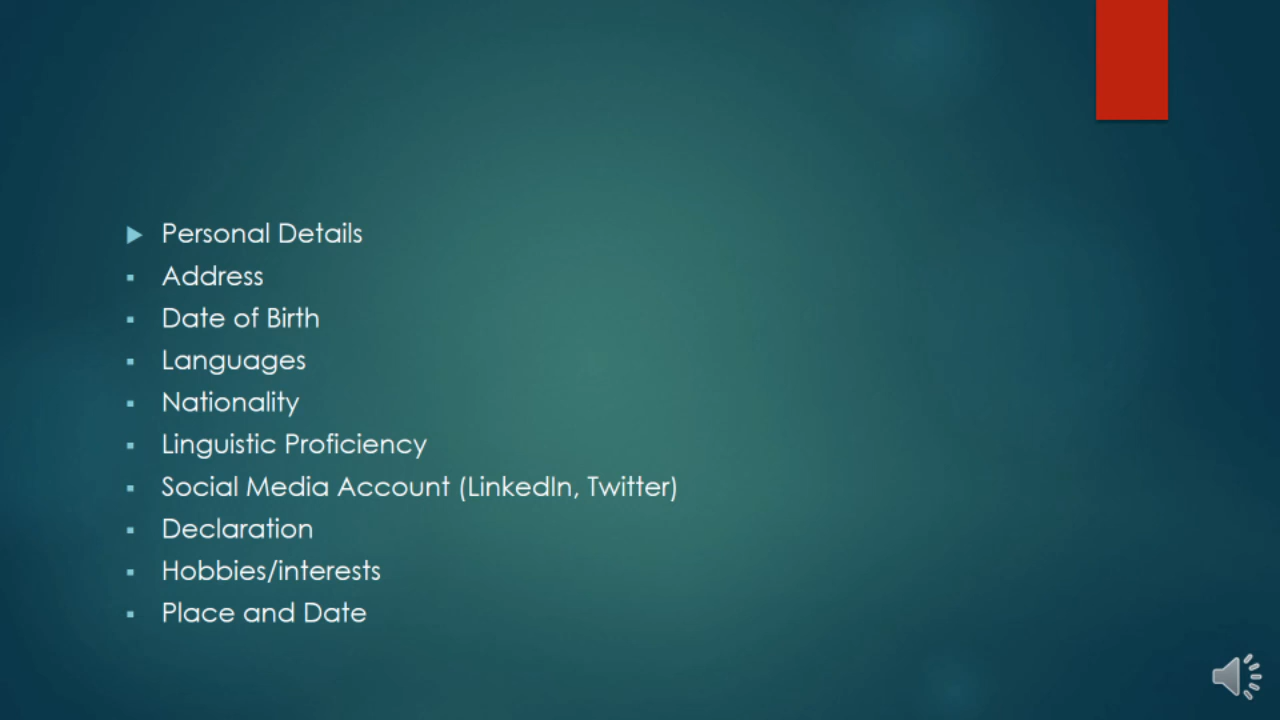 Personal Details
Address
Date of Birth
Languages
Nationality
Linguistic Proficiency
Social Media Account (LinkedIn, Twitter)
Declaration
Hobbies/interests
Place and Date